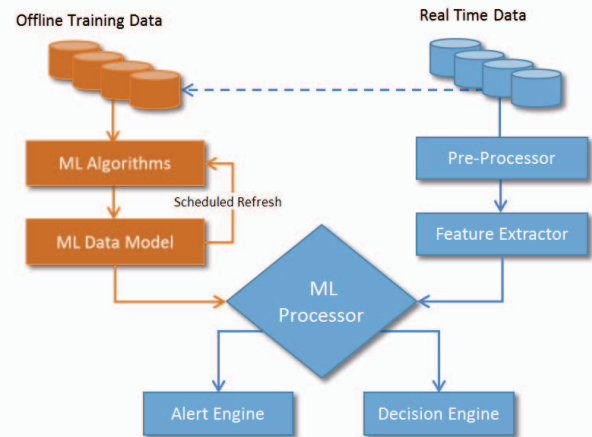 Offline Training Data
Real Time Data
ML Algorithms
Pre-Processor
Scheduled Refresh
ML Data Model
Feature Extractor
ML
Processor
Alert Engine
Decision Engine